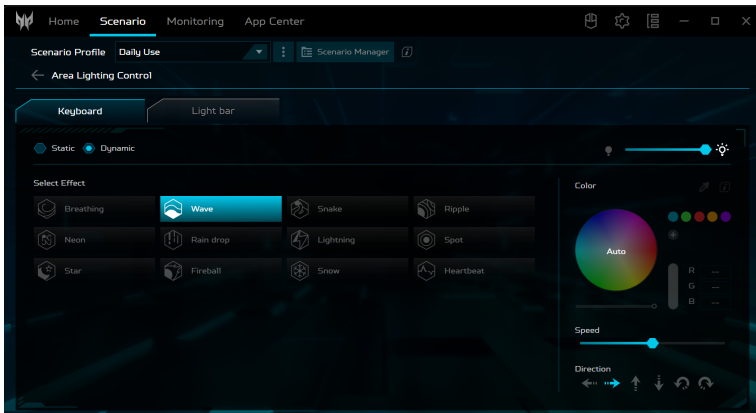 Home Scenario Monitoring App Center
Scenario Profile Daily Use Scenario Manager
Area Lighting Control
Keyboard Light bar
Static Dynamic
Select Effect
Breathing Wave Snake Ripple
Neon Rain drop Lightning Spot
Star Fireball Snow Heartbeat
Color
Auto
R --
G --
B --
Speed
Direction